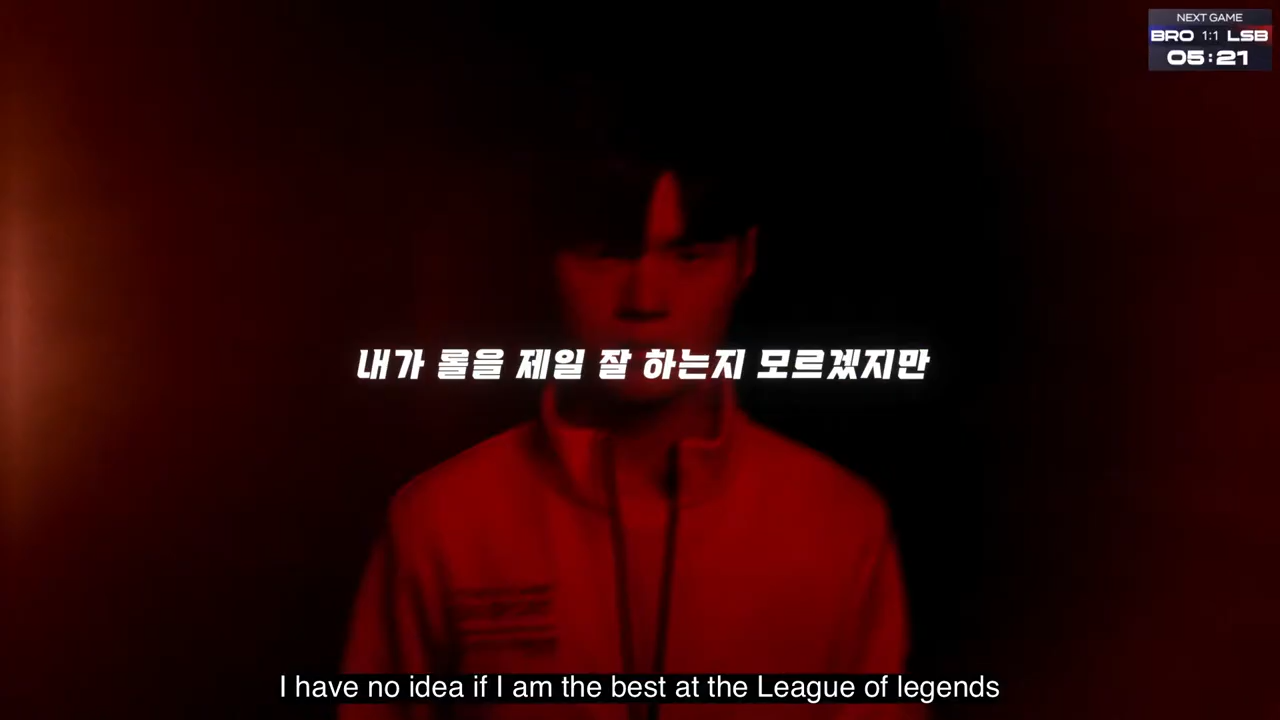 NEXT GAME
BRO 1:1 LSB
05:21
내가 롤을 제일 잘 하는지 모르겠지만
I have no idea if I am the best at the League of legends